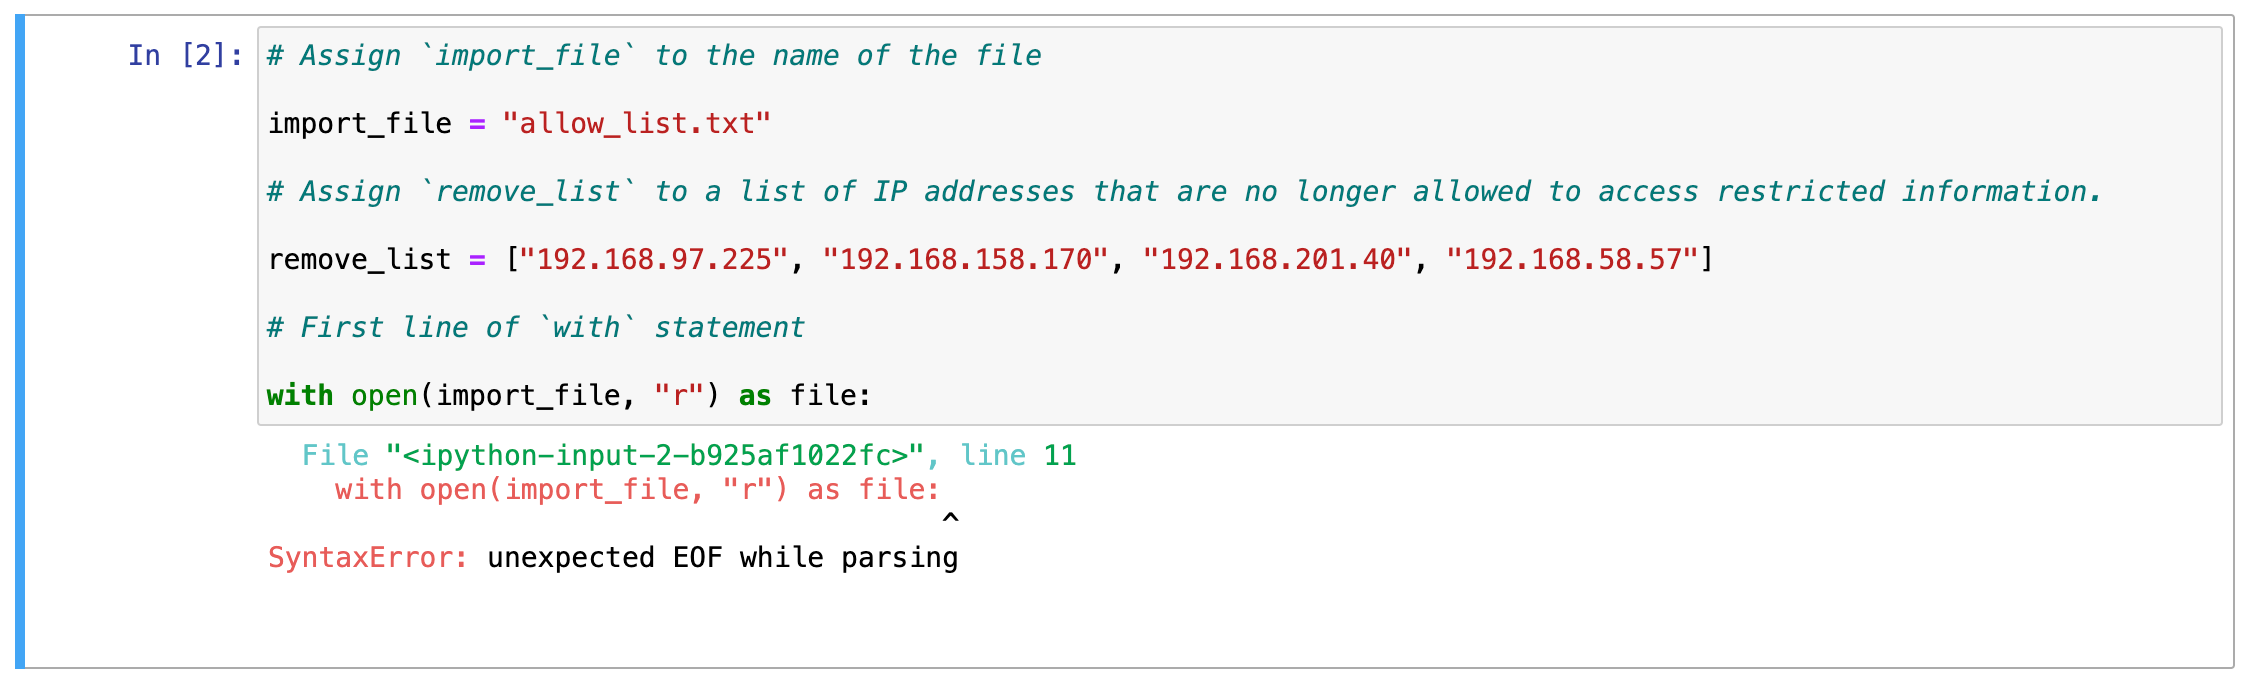 In [2]:
# Assign `import_file` to the name of the file
import_file = "allow_list.txt"
# Assign `remove_list` to a list of IP addresses that are no longer allowed to access restricted information.
remove_list = ["192.168.97.225", "192.168.158.170", "192.168.201.40", "192.168.58.57"]
# First line of `with` statement
with open(import_file, "r") as file:
File "<ipython-input-2-b925af1022fc>", line 11
with open(import_file, "r") as file:
^
SyntaxError: unexpected EOF while parsing